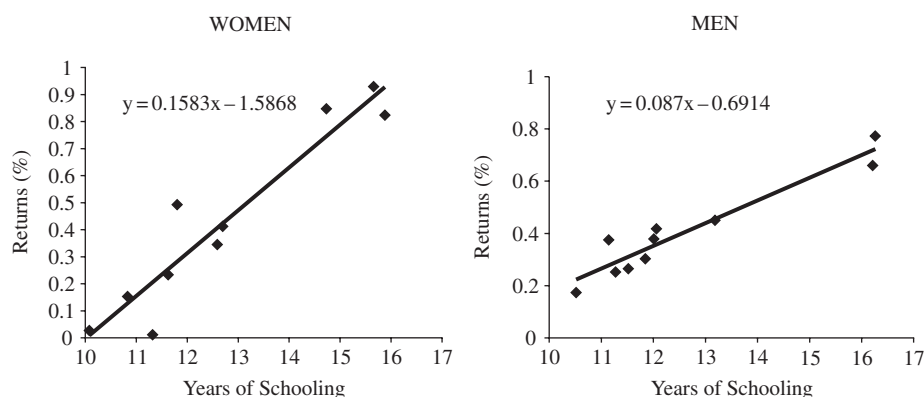 WOMEN
1
0.9
0.8
0.7
0.6
0.5
0.4
0.3
0.2
0.1
0
Returns (%)
y = 0.1583x – 1.5868
10 11 12 13 14 15 16 17
Years of Schooling
MEN
1
0.8
0.6
0.4
0.2
0
Returns (%)
y = 0.087x – 0.6914
10 11 12 13 14 15 16 17
Years of Schooling